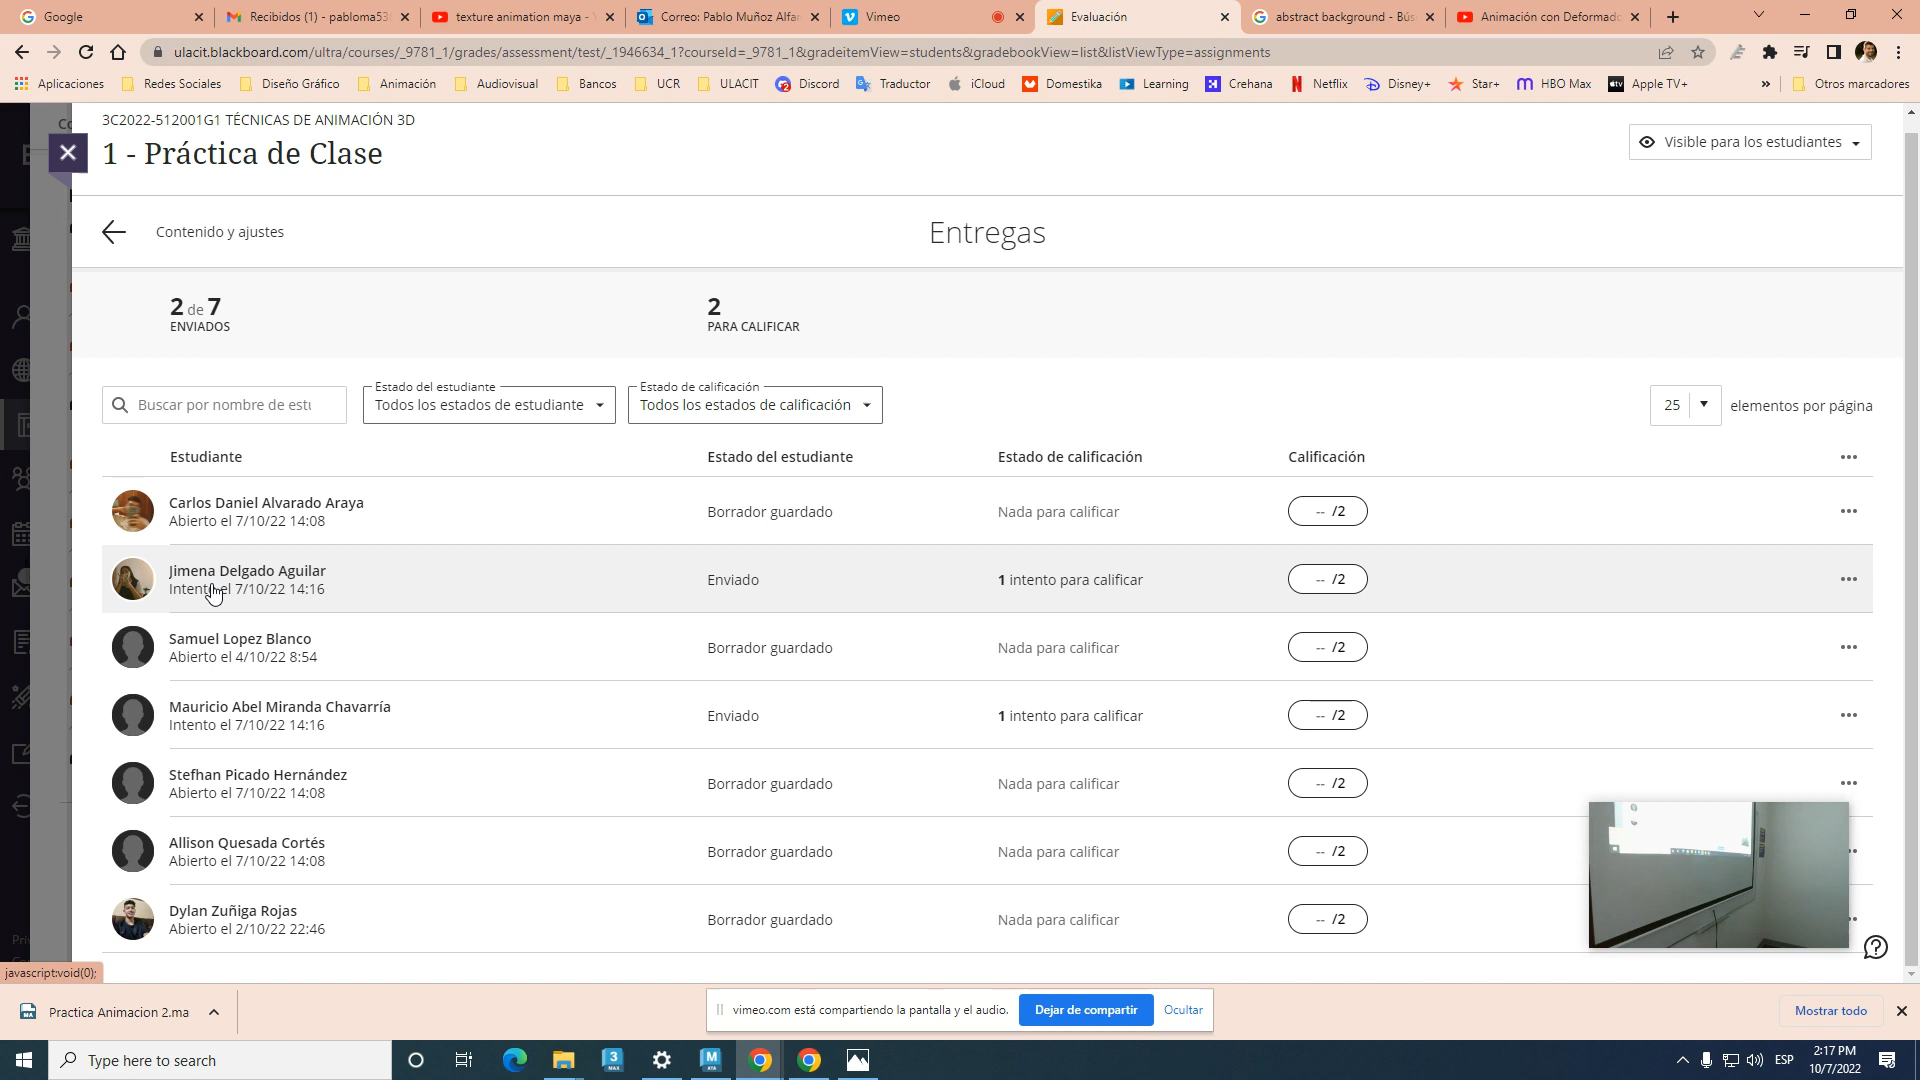 Google
Recibidos (1) - pabloma53
texture animation maya - Y
Correo: Pablo Muñoz Alfar
Vimeo
Evaluación
abstract background - Bús
Animación con Deformado
ulacit.blackboard.com/ultra/courses/_9781_1/grades/assessment/test/_1946634_1?courseId=_9781_1&gradeitemView=students&gradebookView=list&listViewType=assignments
Aplicaciones
Redes Sociales
Diseño Gráfico
Animación
Audiovisual
Bancos
UCR
ULACIT
Discord
Traductor
iCloud
Domestika
Learning
Crehana
Netflix
Disney+
Star+
HBO Max
Apple TV+
»
Otros marcadores
3C2022-512001G1 TÉCNICAS DE ANIMACIÓN 3D
1 - Práctica de Clase
Visible para los estudiantes
Contenido y ajustes
Entregas
2 de 7
ENVIADOS
2
PARA CALIFICAR
Buscar por nombre de estu
Estado del estudiante
Todos los estados de estudiante
Estado de calificación
Todos los estados de calificación
25
elementos por página
Estudiante
Estado del estudiante
Estado de calificación
Calificación
Carlos Daniel Alvarado Araya
Abierto el 7/10/22 14:08
Borrador guardado
Nada para calificar
-- /2
Jimena Delgado Aguilar
Intento el 7/10/22 14:16
Enviado
1 intento para calificar
-- /2
Samuel Lopez Blanco
Abierto el 4/10/22 8:54
Borrador guardado
Nada para calificar
-- /2
Mauricio Abel Miranda Chavarría
Intento el 7/10/22 14:16
Enviado
1 intento para calificar
-- /2
Stefhan Picado Hernández
Abierto el 7/10/22 14:08
Borrador guardado
Nada para calificar
-- /2
Allison Quesada Cortés
Abierto el 7/10/22 14:08
Borrador guardado
Nada para calificar
-- /2
Dylan Zuñiga Rojas
Abierto el 2/10/22 22:46
Borrador guardado
Nada para calificar
-- /2
javascript:void(0);
Practica Animacion 2.ma
vimeo.com está compartiendo la pantalla y el audio.
Dejar de compartir
Ocultar
Mostrar todo
Type here to search
ESP
2:17 PM
10/7/2022